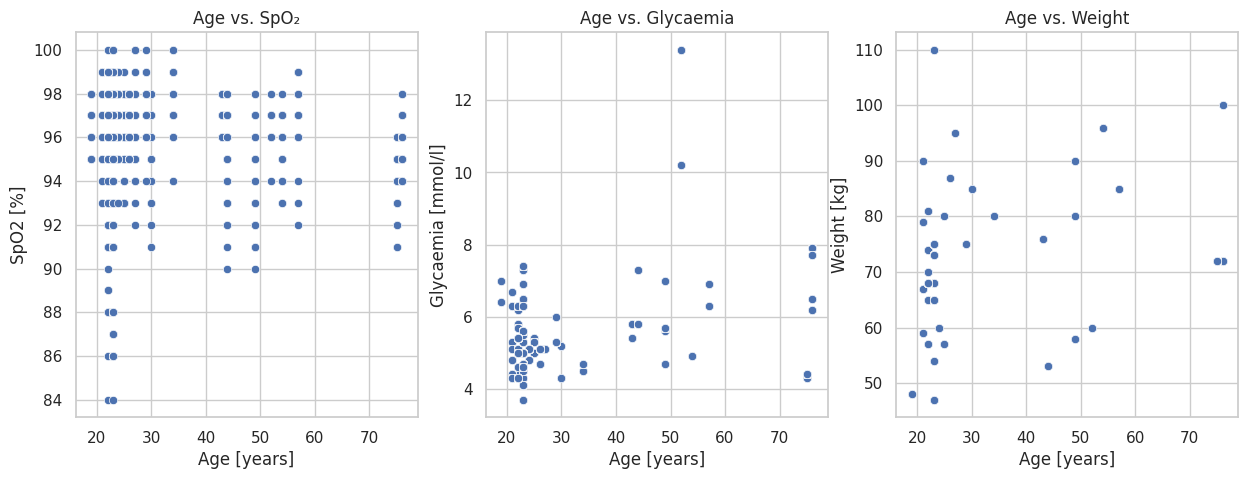 Age vs. SpO₂
100
98
96
94
92
90
88
86
84
SpO2 [%]
20 30 40 50 60 70
Age [years]
Age vs. Glycaemia
12
10
8
6
4
Glycaemia [mmol/l]
20 30 40 50 60 70
Age [years]
Age vs. Weight
110
100
90
80
70
60
50
Weight [kg]
20 30 40 50 60 70
Age [years]